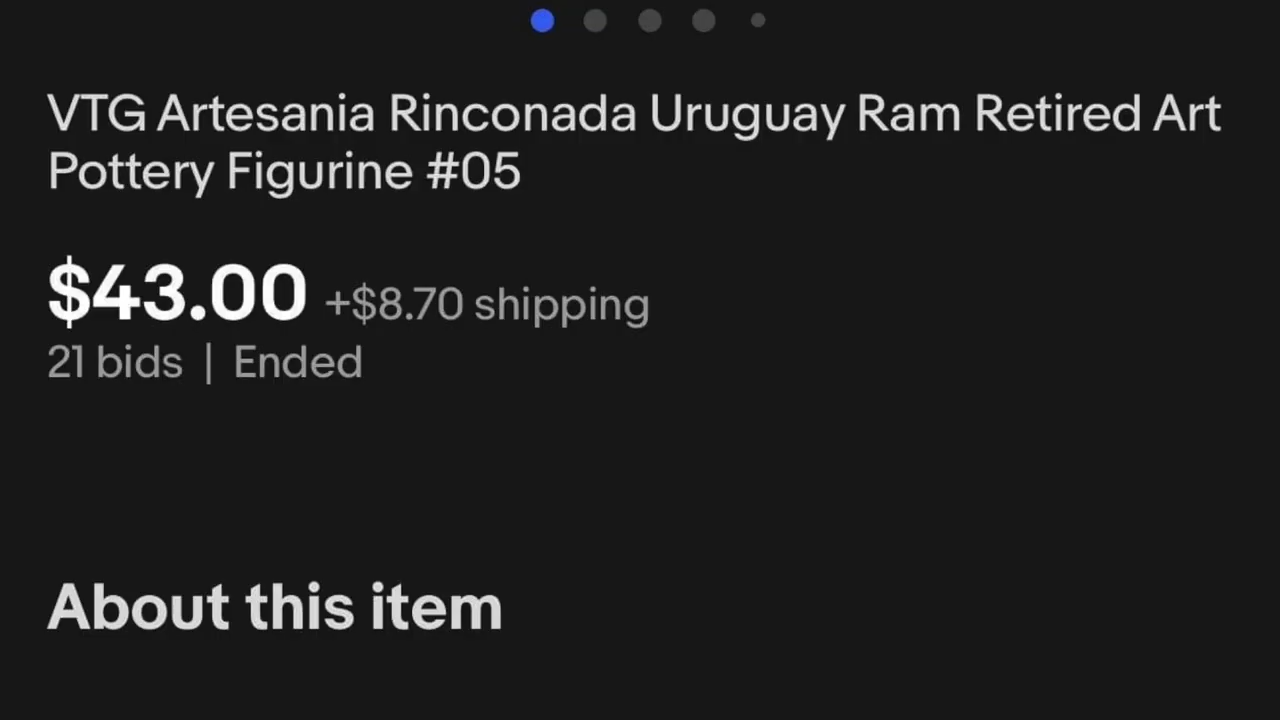 VTG Artesania Rinconada Uruguay Ram Retired Art
Pottery Figurine #05
$43.00 +$8.70 shipping
21 bids | Ended
About this item